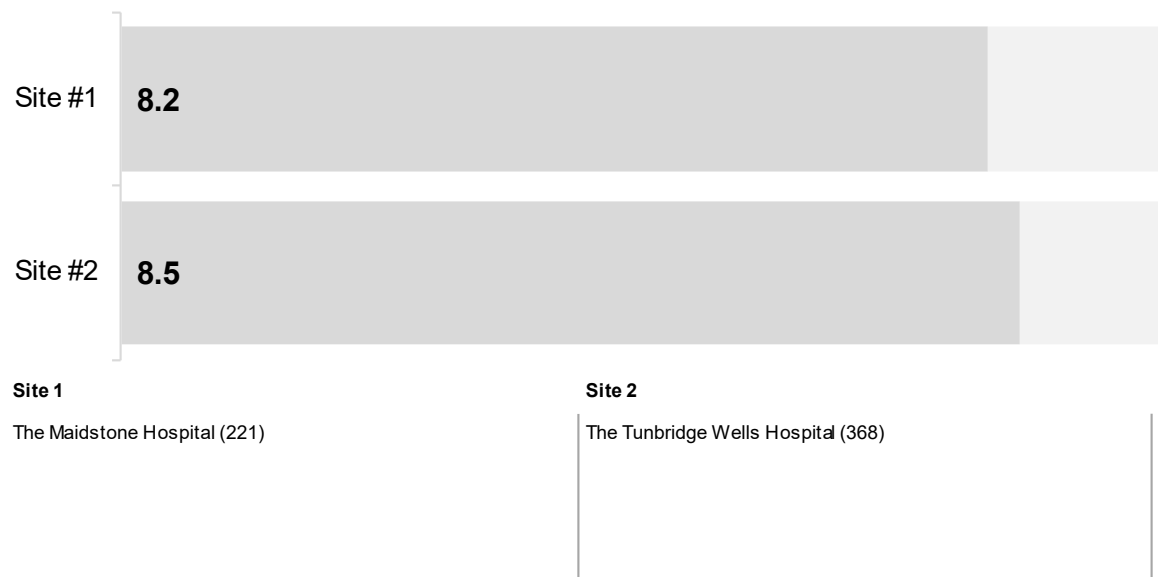 Site #1
8.2
Site #2
8.5
Site 1
Site 2
The Maidstone Hospital (221)
The Tunbridge Wells Hospital (368)